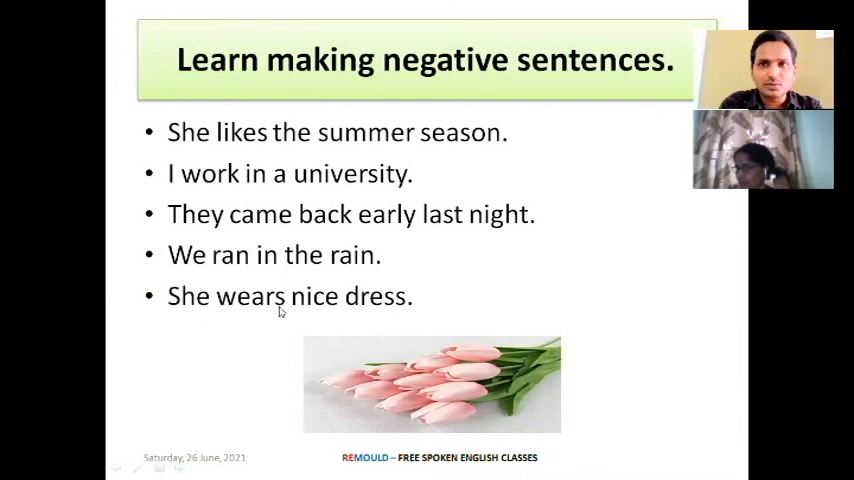 Learn making negative sentences.
• She likes the summer season.
• I work in a university.
• They came back early last night.
• We ran in the rain.
• She wears nice dress.
Saturday, 26 June, 2021
REMOULD – FREE SPOKEN ENGLISH CLASSES